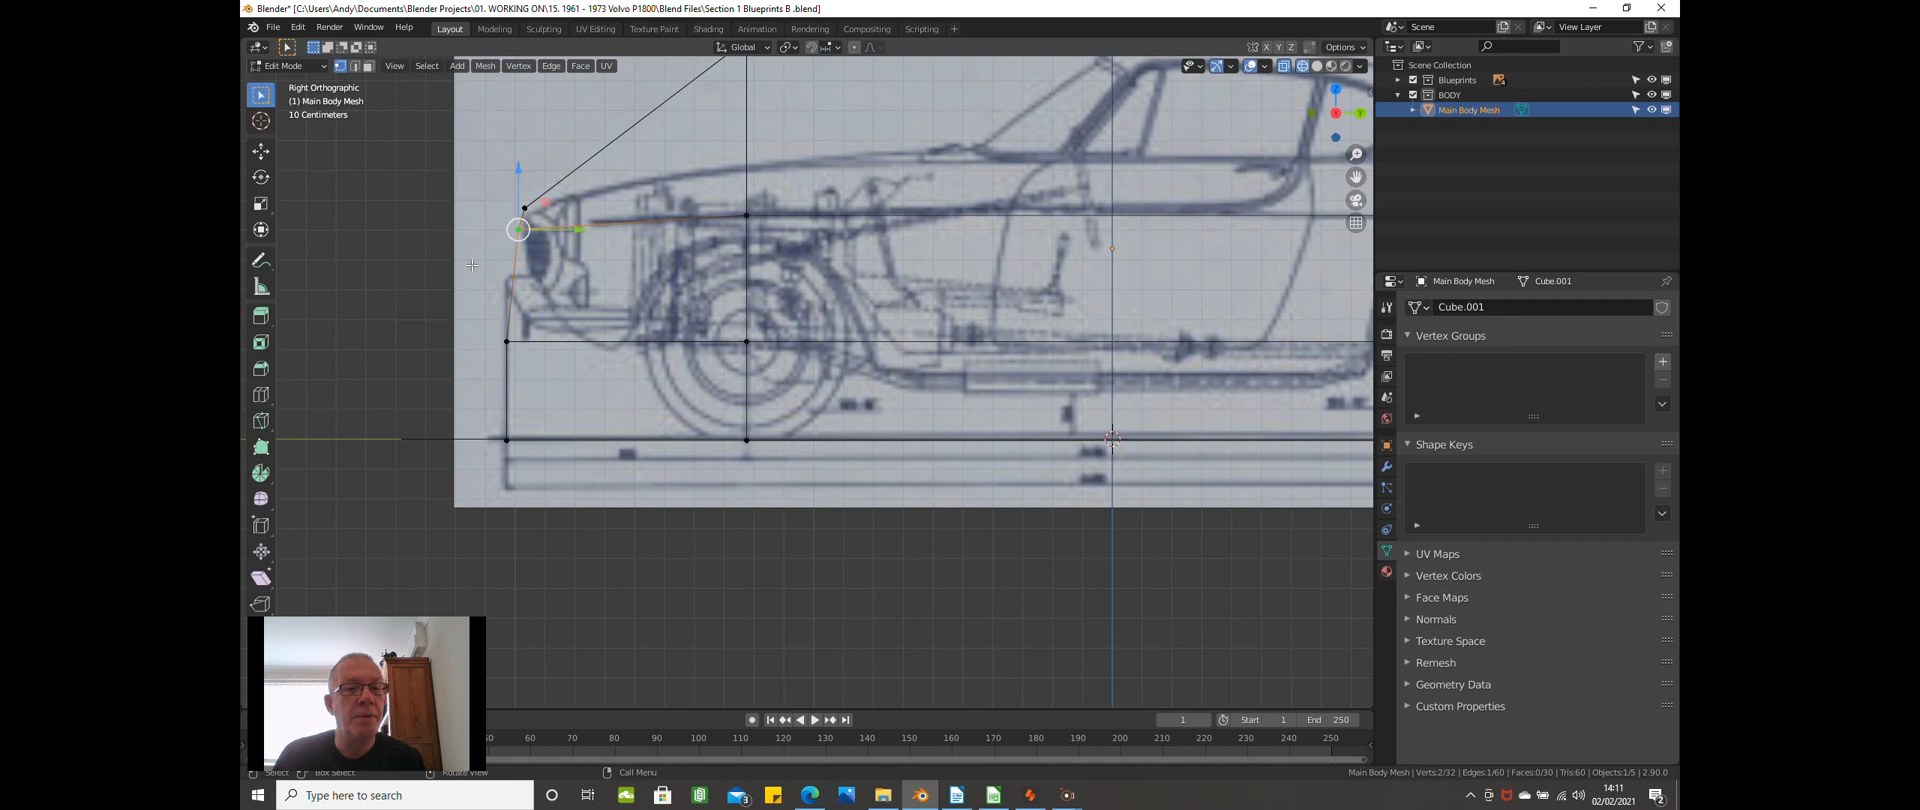 Blender* [C:\Users\Andy\Documents\Blender Projects\01. WORKING ON\15. 1961 - 1973 Volvo P1800\Blend Files\Section 1 Blueprints B .blend]
File Edit Render Window Help Layout Modeling Sculpting UV Editing Texture Paint Shading Animation Rendering Compositing Scripting +
Scene View Layer
Global X Y Z Options
Edit Mode View Select Add Mesh Vertex Edge Face UV
Right Orthographic
(1) Main Body Mesh
10 Centimeters
Z
X
Y
Scene Collection
Blueprints
BODY
Main Body Mesh
Main Body Mesh Cube.001
Cube.001
Vertex Groups
Shape Keys
UV Maps
Vertex Colors
Face Maps
Normals
Texture Space
Remesh
Geometry Data
Custom Properties
1 Start 1 End 250
50 60 70 80 90 100 110 120 130 140 150 160 170 180 190 200 210 220 230 240 250
Select Box Select Rotate View Call Menu
Main Body Mesh | Verts:2/32 | Edges:1/60 | Faces:0/30 | Tris:60 | Objects:1/5 | 2.90.0
Type here to search
3
14:11
02/02/2021
2